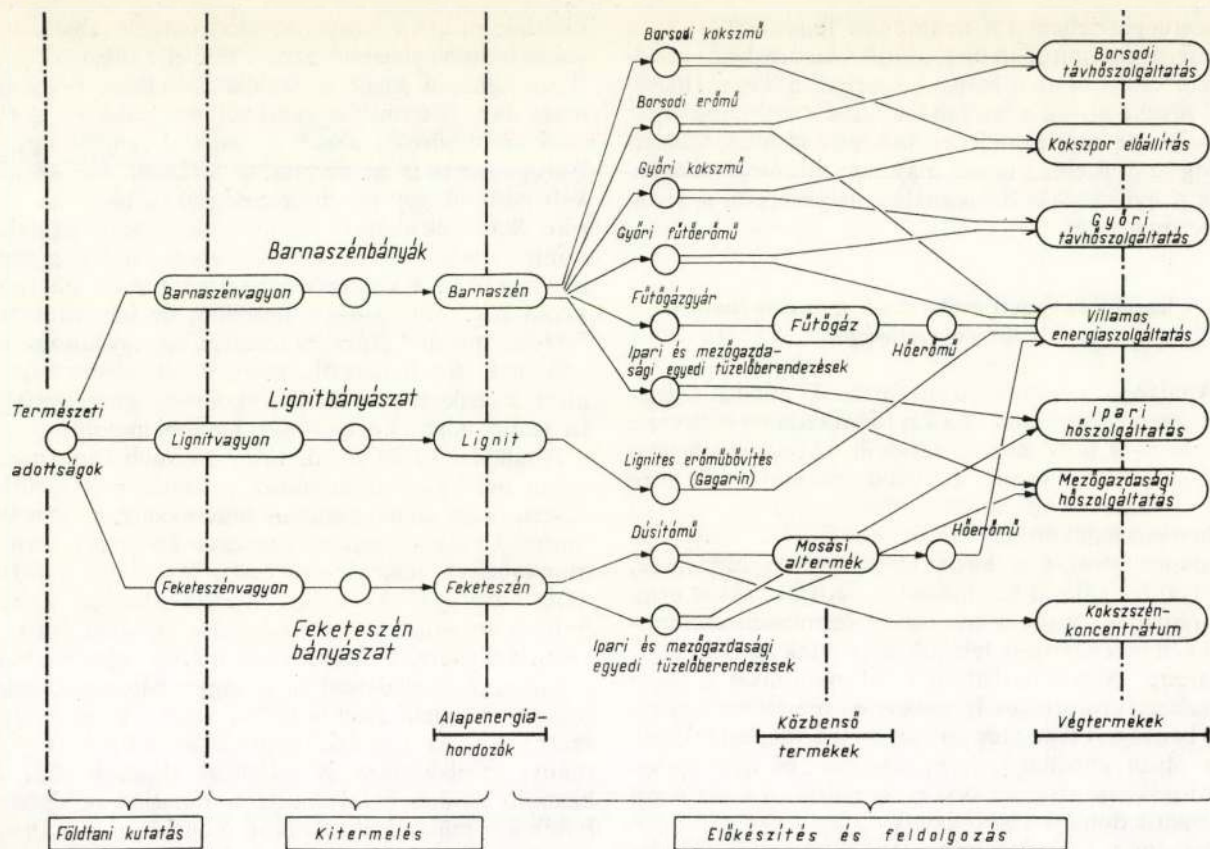 Borsodi kokszmű
Borsodi
távhőszolgáltatás
Borsodi erőmű
Kokszpor előállítás
Győri kokszmű
Győri
távhőszolgáltatás
Győri fűtőerőmű
Barnaszénbányák
Barnaszénvagyon
Barnaszén
Fűtőgázgyár
Fűtőgáz
Hőerőmű
Villamos
energiaszolgáltatás
Ipari és mezőgazda-
sági egyedi tüzelőberendezések
Lignitbányászat
Természeti
adottságok
Lignitvagyon
Lignit
Ipari
hőszolgáltatás
Lignites erőműbővítés
(Gagarin)
Mezőgazdasági
hőszolgáltatás
Dúsítómű
Mosási
altermék
Hőerőmű
Feketeszénvagyon
Feketeszén
Feketeszén
bányászat
Ipari és mezőgazdasági
egyedi tüzelőberendezések
Kokszszén-
koncentrátum
Alapenergia-
hordozók
Közbenső
termékek
Végtermékek
Földtani kutatás
Kitermelés
Előkészítés és feldolgozás